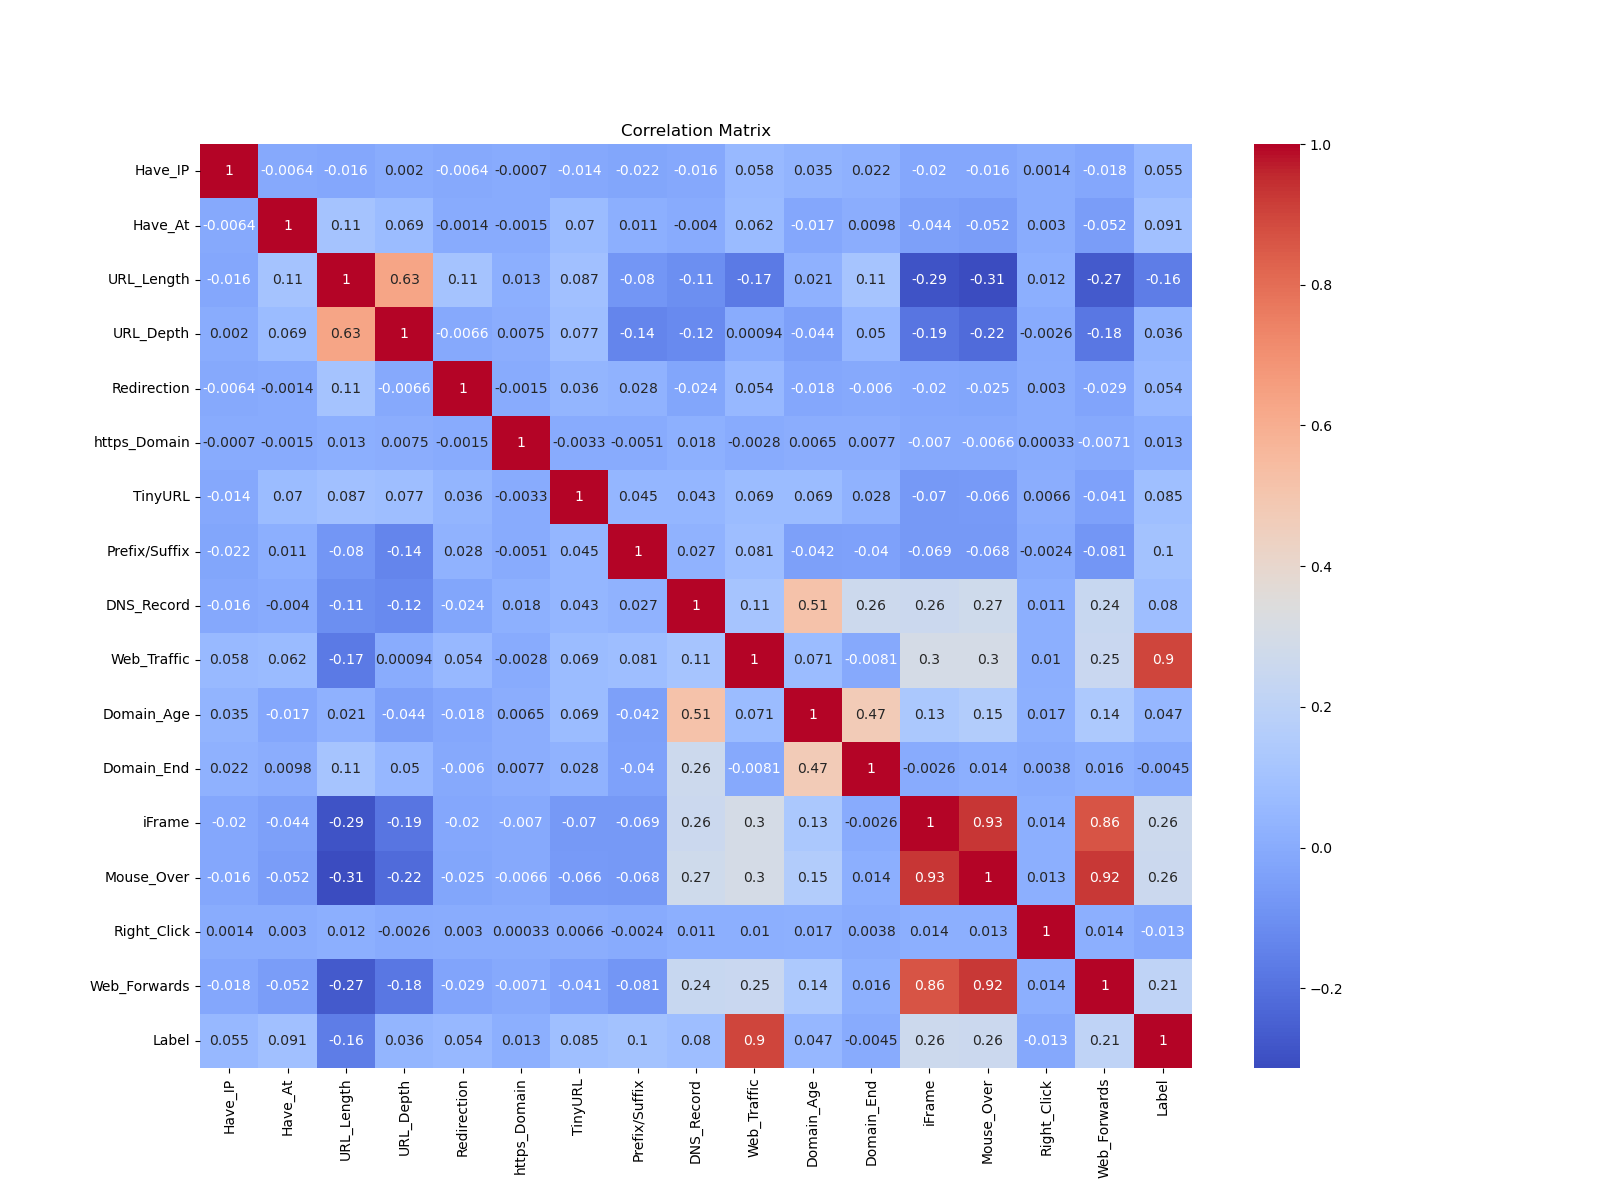 Correlation Matrix
Have_IP 1 -0.0064 -0.016 0.002 -0.0064 -0.0007 -0.014 -0.022 -0.016 0.058 0.035 0.022 -0.02 -0.016 0.0014 -0.018 0.055
Have_At -0.0064 1 0.11 0.069 -0.0014 -0.0015 0.07 0.011 -0.004 0.062 -0.017 0.0098 -0.044 -0.052 0.003 -0.052 0.091
URL_Length -0.016 0.11 1 0.63 0.11 0.013 0.087 -0.08 -0.11 -0.17 0.021 0.11 -0.29 -0.31 0.012 -0.27 -0.16
URL_Depth 0.002 0.069 0.63 1 -0.0066 0.0075 0.077 -0.14 -0.12 0.00094 -0.044 0.05 -0.19 -0.22 -0.0026 -0.18 0.036
Redirection -0.0064 -0.0014 0.11 -0.0066 1 -0.0015 0.036 0.028 -0.024 0.054 -0.018 -0.006 -0.02 -0.025 0.003 -0.029 0.054
https_Domain -0.0007 -0.0015 0.013 0.0075 -0.0015 1 -0.0033 -0.0051 0.018 -0.0028 0.0065 0.0077 -0.007 -0.0066 0.00033 -0.0071 0.013
TinyURL -0.014 0.07 0.087 0.077 0.036 -0.0033 1 0.045 0.043 0.069 0.069 0.028 -0.07 -0.066 0.0066 -0.041 0.085
Prefix/Suffix -0.022 0.011 -0.08 -0.14 0.028 -0.0051 0.045 1 0.027 0.081 -0.042 -0.04 -0.069 -0.068 -0.0024 -0.081 0.1
DNS_Record -0.016 -0.004 -0.11 -0.12 -0.024 0.018 0.043 0.027 1 0.11 0.51 0.26 0.26 0.27 0.011 0.24 0.08
Web_Traffic 0.058 0.062 -0.17 0.00094 0.054 -0.0028 0.069 0.081 0.11 1 0.071 -0.0081 0.3 0.3 0.01 0.25 0.9
Domain_Age 0.035 -0.017 0.021 -0.044 -0.018 0.0065 0.069 -0.042 0.51 0.071 1 0.47 0.13 0.15 0.017 0.14 0.047
Domain_End 0.022 0.0098 0.11 0.05 -0.006 0.0077 0.028 -0.04 0.26 -0.0081 0.47 1 -0.0026 0.014 0.0038 0.016 -0.0045
iFrame -0.02 -0.044 -0.29 -0.19 -0.02 -0.007 -0.07 -0.069 0.26 0.3 0.13 -0.0026 1 0.93 0.014 0.86 0.26
Mouse_Over -0.016 -0.052 -0.31 -0.22 -0.025 -0.0066 -0.066 -0.068 0.27 0.3 0.15 0.014 0.93 1 0.013 0.92 0.26
Right_Click 0.0014 0.003 0.012 -0.0026 0.003 0.00033 0.0066 -0.0024 0.011 0.01 0.017 0.0038 0.014 0.013 1 0.014 -0.013
Web_Forwards -0.018 -0.052 -0.27 -0.18 -0.029 -0.0071 -0.041 -0.081 0.24 0.25 0.14 0.016 0.86 0.92 0.014 1 0.21
Label 0.055 0.091 -0.16 0.036 0.054 0.013 0.085 0.1 0.08 0.9 0.047 -0.0045 0.26 0.26 -0.013 0.21 1
Have_IP Have_At URL_Length URL_Depth Redirection https_Domain TinyURL Prefix/Suffix DNS_Record Web_Traffic Domain_Age Domain_End iFrame Mouse_Over Right_Click Web_Forwards Label
1.0
0.8
0.6
0.4
0.2
0.0
−0.2